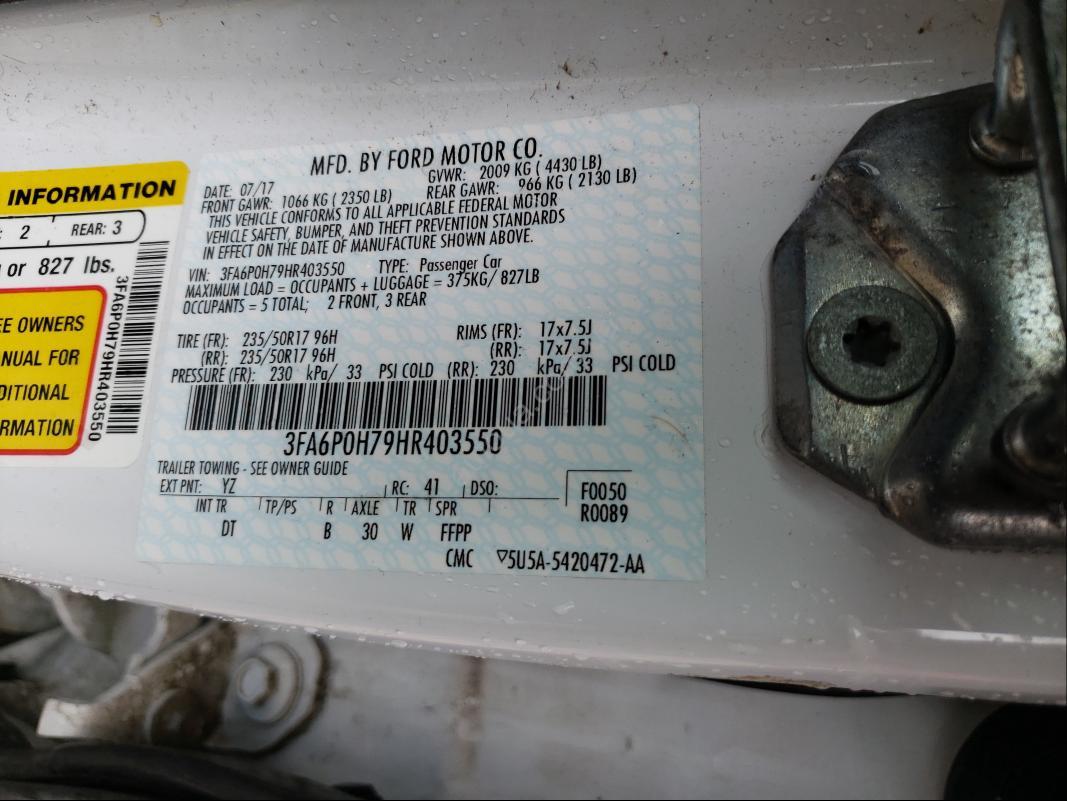 INFORMATION
2 REAR: 3
or 827 lbs.
EE OWNERS
NUAL FOR
DITIONAL
RMATION
3FA6P0H79HR403550
MFD. BY FORD MOTOR CO.
DATE: 07/17 GVWR: 2009 KG ( 4430 LB)
FRONT GAWR: 1066 KG ( 2350 LB) REAR GAWR: 966 KG ( 2130 LB)
THIS VEHICLE CONFORMS TO ALL APPLICABLE FEDERAL MOTOR
VEHICLE SAFETY, BUMPER, AND THEFT PREVENTION STANDARDS
IN EFFECT ON THE DATE OF MANUFACTURE SHOWN ABOVE.
VIN: 3FA6P0H79HR403550 TYPE: Passenger Car
MAXIMUM LOAD = OCCUPANTS + LUGGAGE = 375KG/ 827LB
OCCUPANTS = 5 TOTAL; 2 FRONT, 3 REAR
TIRE (FR): 235/50R17 96H RIMS (FR): 17x7.5J
(RR): 235/50R17 96H (RR): 17x7.5J
PRESSURE (FR): 230 kPa/ 33 PSI COLD (RR): 230 kPa/ 33 PSI COLD
3FA6P0H79HR403550
TRAILER TOWING - SEE OWNER GUIDE
EXT PNT: YZ RC: 41 DSO: F0050
INT TR TP/PS R AXLE TR SPR R0089
DT B 30 W FFPP
CMC ▽5U5A-5420472-AA